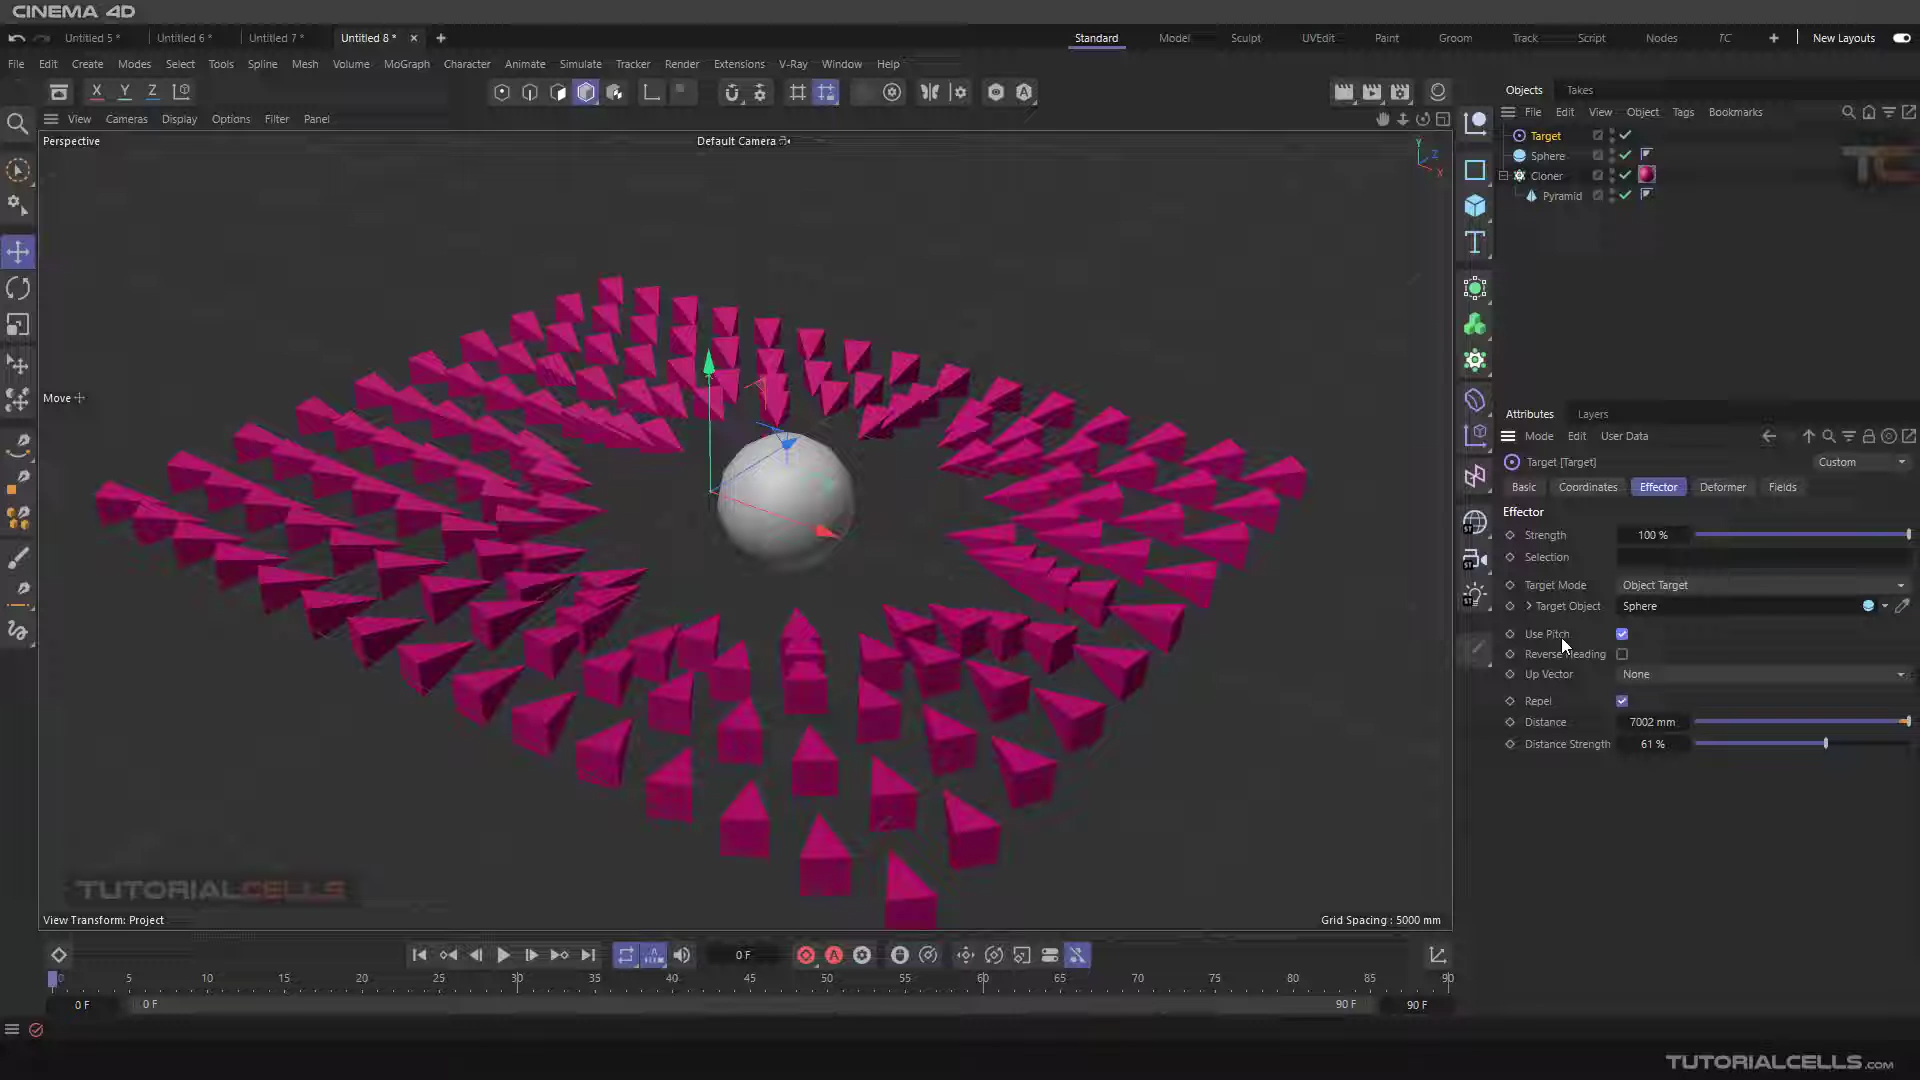 CINEMA 4D
Untitled 5 *
Untitled 6 *
Untitled 7 *
Untitled 8 *
Standard
Model
Sculpt
UVEdit
Paint
Groom
Track
Script
Nodes
TC
New Layouts
File Edit Create Modes Select Tools Spline Mesh Volume MoGraph Character Animate Simulate Tracker Render Extensions V-Ray Window Help
X Y Z
Objects Takes
View Cameras Display Options Filter Panel
File Edit View Object Tags Bookmarks
Perspective
Default Camera
Y
Z
X
Target
Sphere
Cloner
Pyramid
TC
Move
Attributes Layers
Mode Edit User Data
Target [Target]
Custom
Basic Coordinates Effector Deformer Fields
Effector
Strength 100 %
Selection
Target Mode Object Target
Target Object Sphere
Use Pitch
Reverse Heading
Up Vector None
Repel
Distance 7002 mm
Distance Strength 61 %
TUTORIALCELLS
View Transform: Project
Grid Spacing : 5000 mm
0 F
0 5 10 15 20 25 30 35 40 45 50 55 60 65 70 75 80 85 90
0 F
0 F
90 F
90 F
TUTORIALCELLS.COM